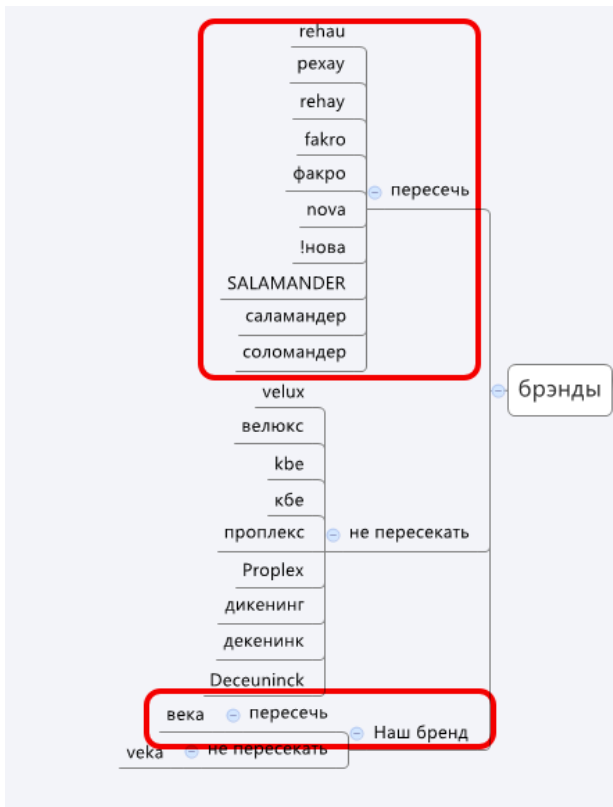 rehau
рехау
rehay
fakro
факро
пересечь
nova
!нова
SALAMANDER
саламандер
соломандер
брэнды
velux
велюкс
kbe
кбе
проплекс
не пересекать
Proplex
дикенинг
декенинк
Deceuninck
века
пересечь
Наш бренд
veka
не пересекать